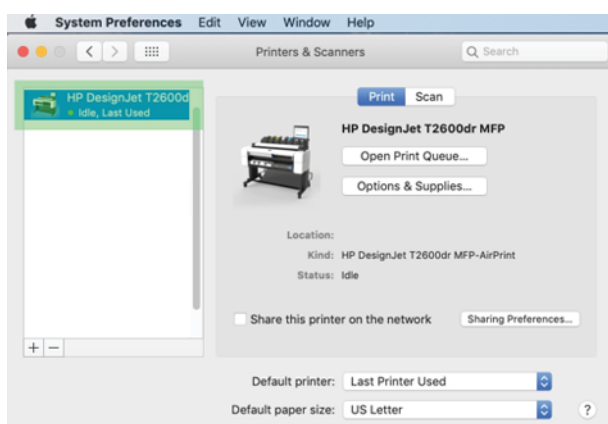 System Preferences Edit View Window Help
Printers & Scanners
Search
HP DesignJet T2600d
Idle, Last Used
Print Scan
HP DesignJet T2600dr MFP
Open Print Queue...
Options & Supplies...
Location:
Kind: HP DesignJet T2600dr MFP-AirPrint
Status: Idle
Share this printer on the network
Sharing Preferences...
+ −
Default printer: Last Printer Used
Default paper size: US Letter
?